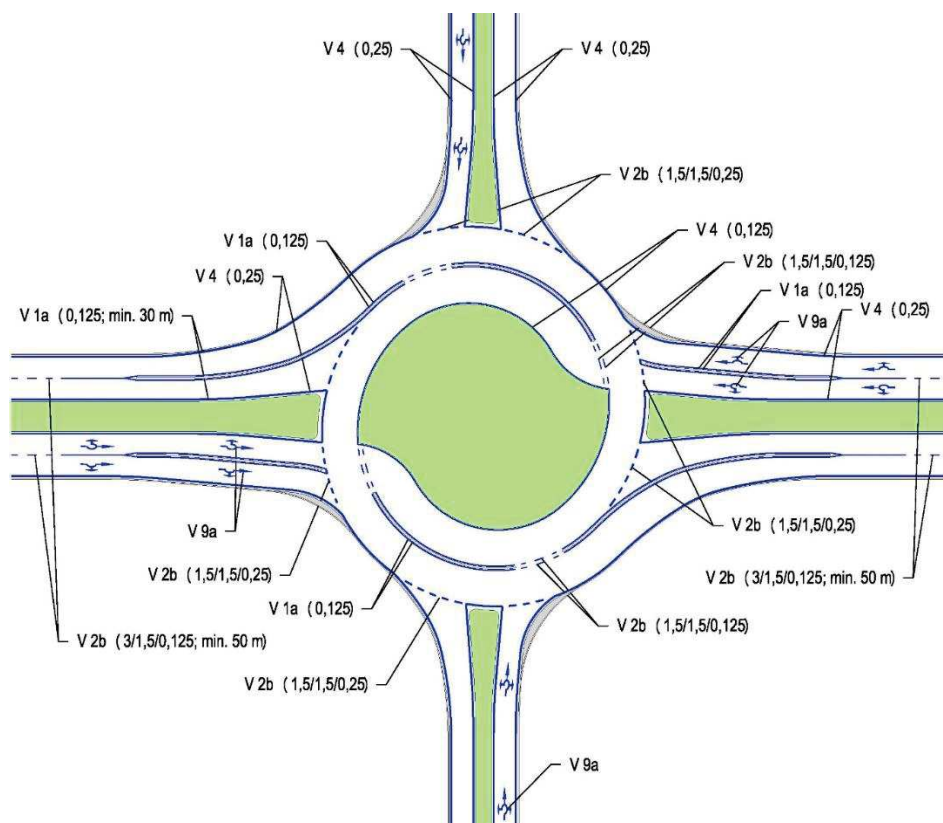 V 4 ( 0,25)
V 4 ( 0,25)
V 2b ( 1,5/1,5/0,25)
V 1a ( 0,125)
V 4 ( 0,125)
V 2b ( 1,5/1,5/0,125)
V 4 ( 0,25)
V 1a ( 0,125)
V 1a ( 0,125; min. 30 m)
V 9a
V 4 ( 0,25)
V 9a
V 2b ( 1,5/1,5/0,25)
V 2b ( 1,5/1,5/0,25)
V 2b ( 3/1,5/0,125; min. 50 m)
V 1a ( 0,125)
V 2b ( 1,5/1,5/0,125)
V 2b ( 3/1,5/0,125; min. 50 m)
V 2b ( 1,5/1,5/0,25)
V 9a